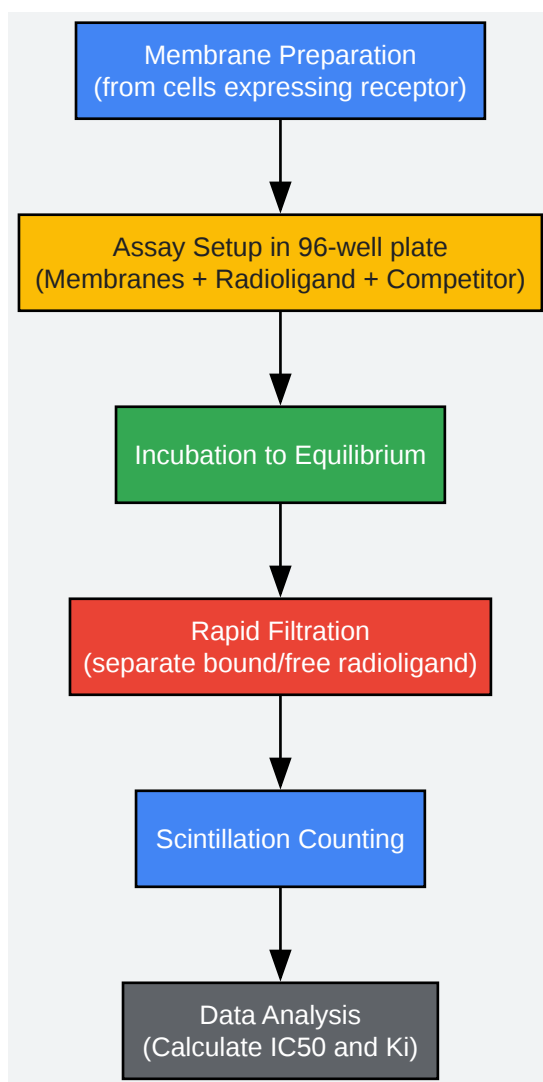 Membrane Preparation
(from cells expressing receptor)
Assay Setup in 96-well plate
(Membranes + Radioligand + Competitor)
Incubation to Equilibrium
Rapid Filtration
(separate bound/free radioligand)
Scintillation Counting
Data Analysis
(Calculate IC50 and Ki)